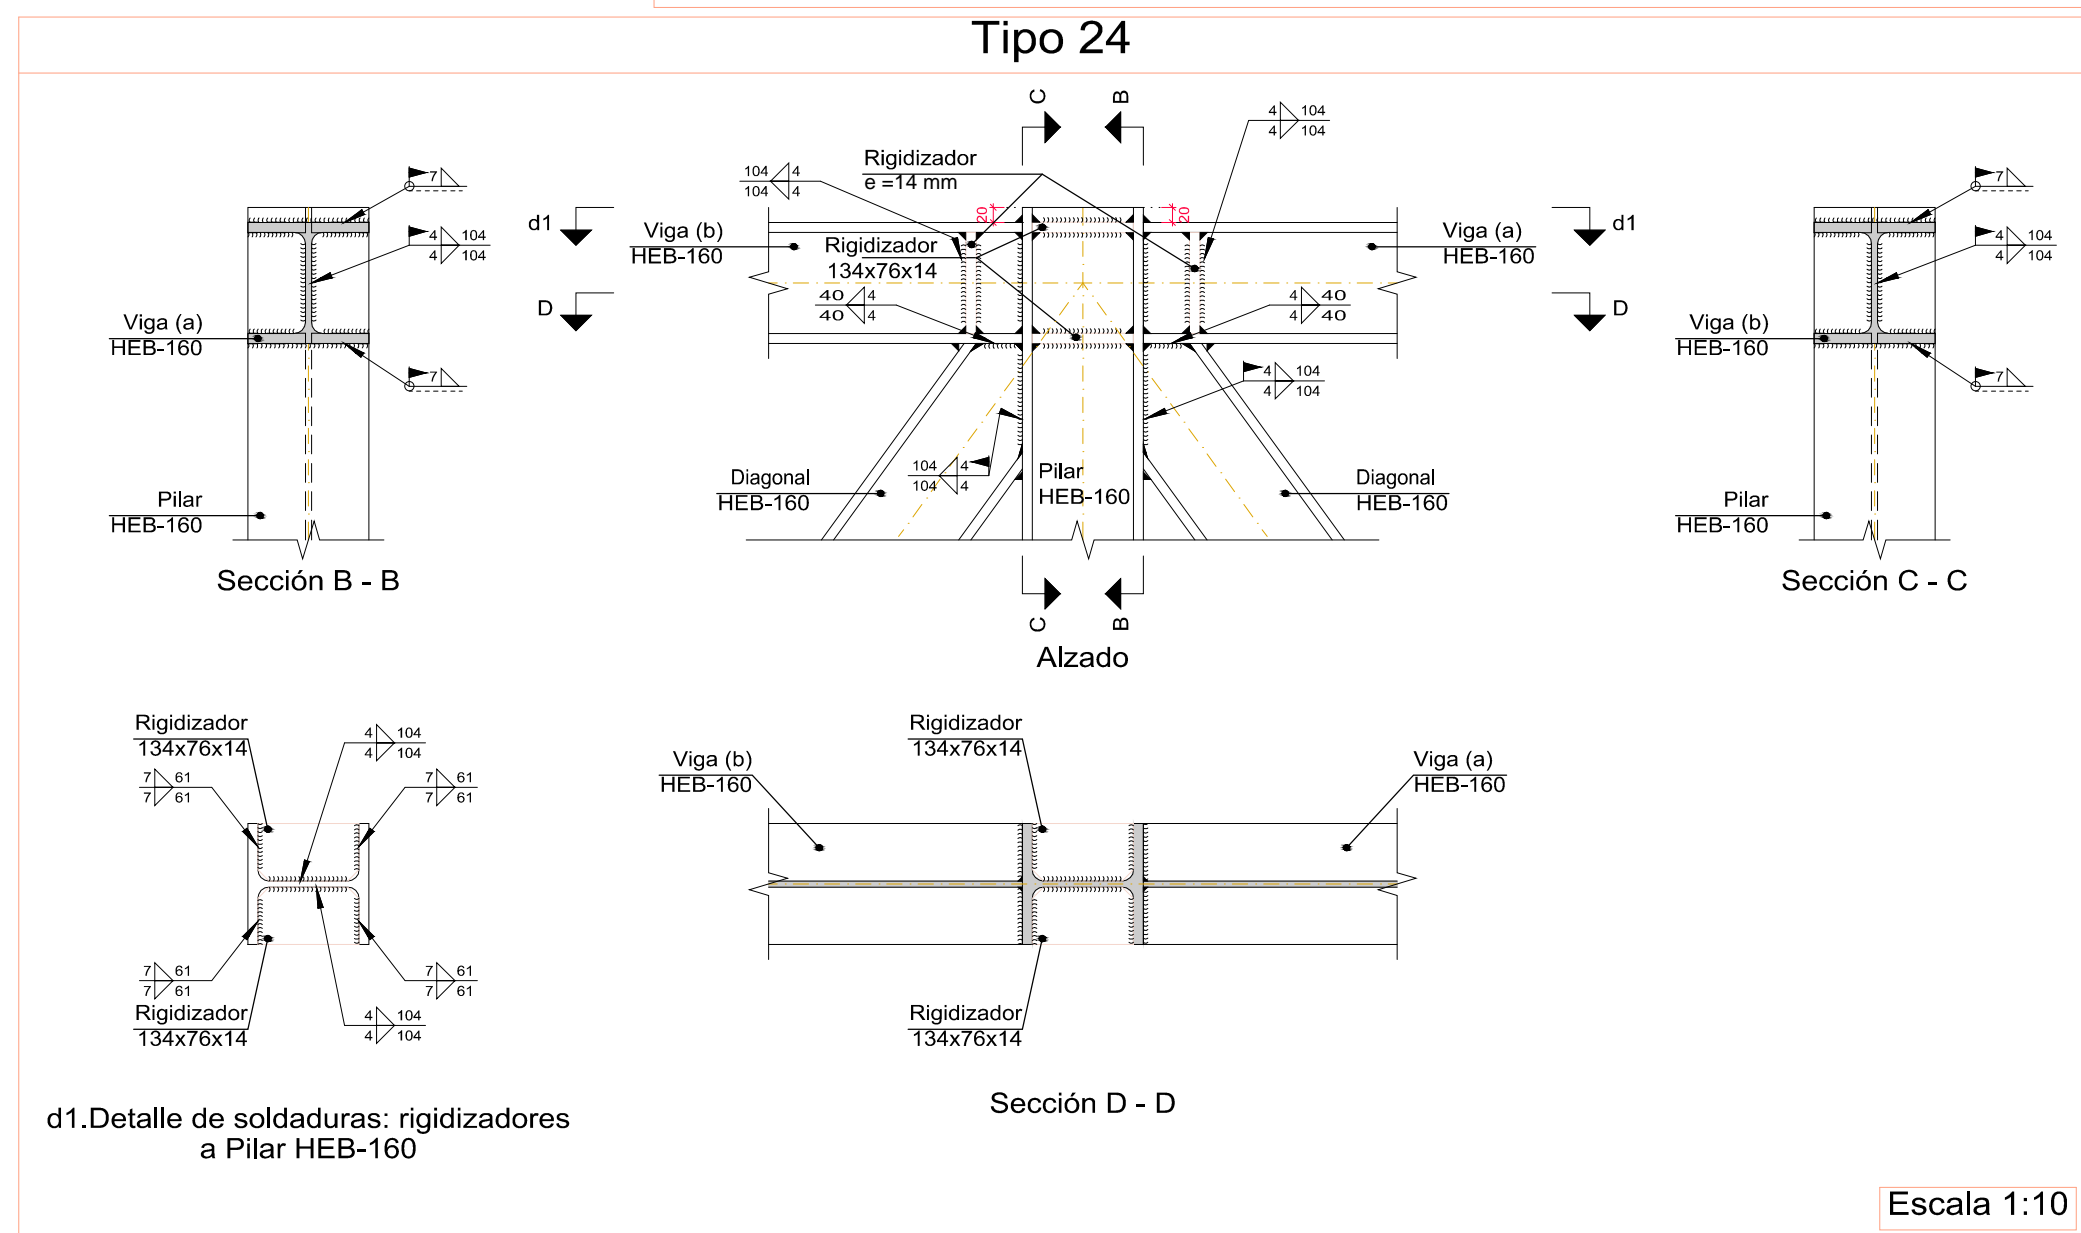 Tipo 24
7
4 104
4 104
Viga (a)
HEB-160
7
Pilar
HEB-160
Sección B - B
C
B
4 104
4 104
Rigidizador
e =14 mm
104 4
104 4
20
20
d1
d1
Viga (b)
HEB-160
Viga (a)
HEB-160
Rigidizador
134x76x14
D
D
40 4
40 4
4 40
4 40
4 104
4 104
104 4
104 4
Diagonal
HEB-160
Pilar
HEB-160
Diagonal
HEB-160
C
B
Alzado
7
4 104
4 104
Viga (b)
HEB-160
7
Pilar
HEB-160
Sección C - C
Rigidizador
134x76x14
4 104
4 104
7 61
7 61
7 61
7 61
7 61
7 61
7 61
7 61
Rigidizador
134x76x14
4 104
4 104
d1.Detalle de soldaduras: rigidizadores
a Pilar HEB-160
Viga (b)
HEB-160
Rigidizador
134x76x14
Viga (a)
HEB-160
Rigidizador
134x76x14
Sección D - D
Escala 1:10